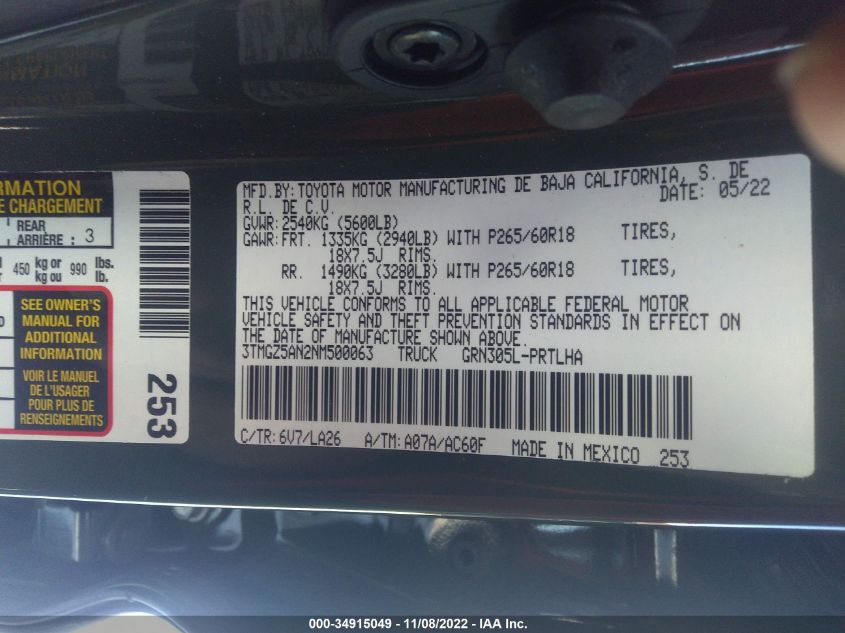 RMATION
E CHARGEMENT
REAR
ARRIÈRE : 3
450 kg or 990 lbs.
kg ou lb.
SEE OWNER'S
MANUAL FOR
ADDITIONAL
INFORMATION
VOIR LE MANUEL
DE L'USAGER
POUR PLUS DE
RENSEIGNEMENTS
253
MFD.BY:TOYOTA MOTOR MANUFACTURING DE BAJA CALIFORNIA, S. DE
R.L. DE C.V. DATE: 05/22
GVWR:2540KG (5600LB)
GAWR:FRT. 1335KG (2940LB) WITH P265/60R18 TIRES,
18X7.5J RIMS.
RR. 1490KG (3280LB) WITH P265/60R18 TIRES,
18X7.5J RIMS.
THIS VEHICLE CONFORMS TO ALL APPLICABLE FEDERAL MOTOR
VEHICLE SAFETY AND THEFT PREVENTION STANDARDS IN EFFECT ON
THE DATE OF MANUFACTURE SHOWN ABOVE.
3TMGZ5AN2NM500063 TRUCK GRN305L-PRTLHA
C/TR:6V7/LA26 A/TM:A07A/AC60F MADE IN MEXICO 253
000-34915049 - 11/08/2022 - IAA Inc.